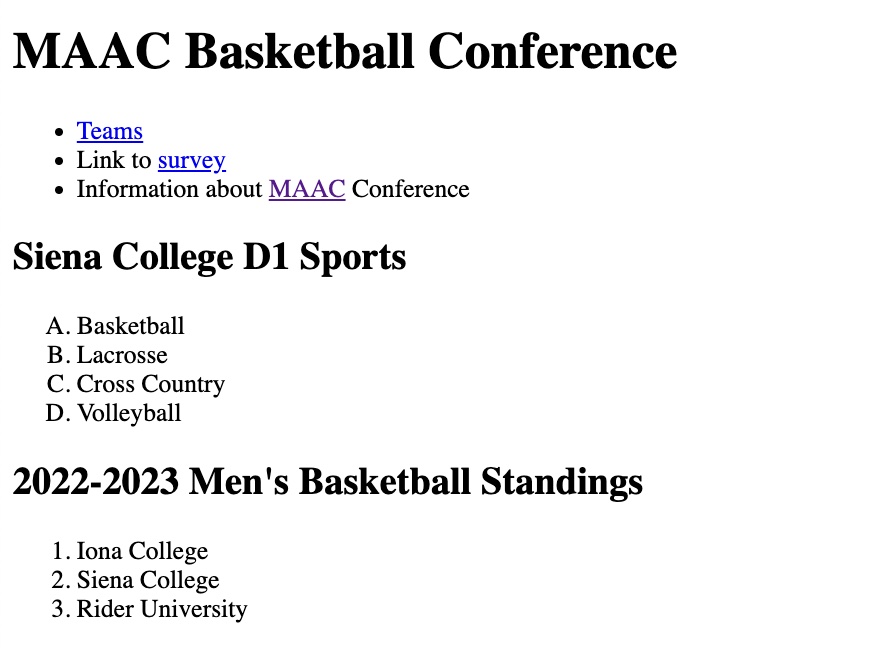 MAAC Basketball Conference
• Teams
• Link to survey
• Information about MAAC Conference
Siena College D1 Sports
A. Basketball
B. Lacrosse
C. Cross Country
D. Volleyball
2022-2023 Men's Basketball Standings
1. Iona College
2. Siena College
3. Rider University